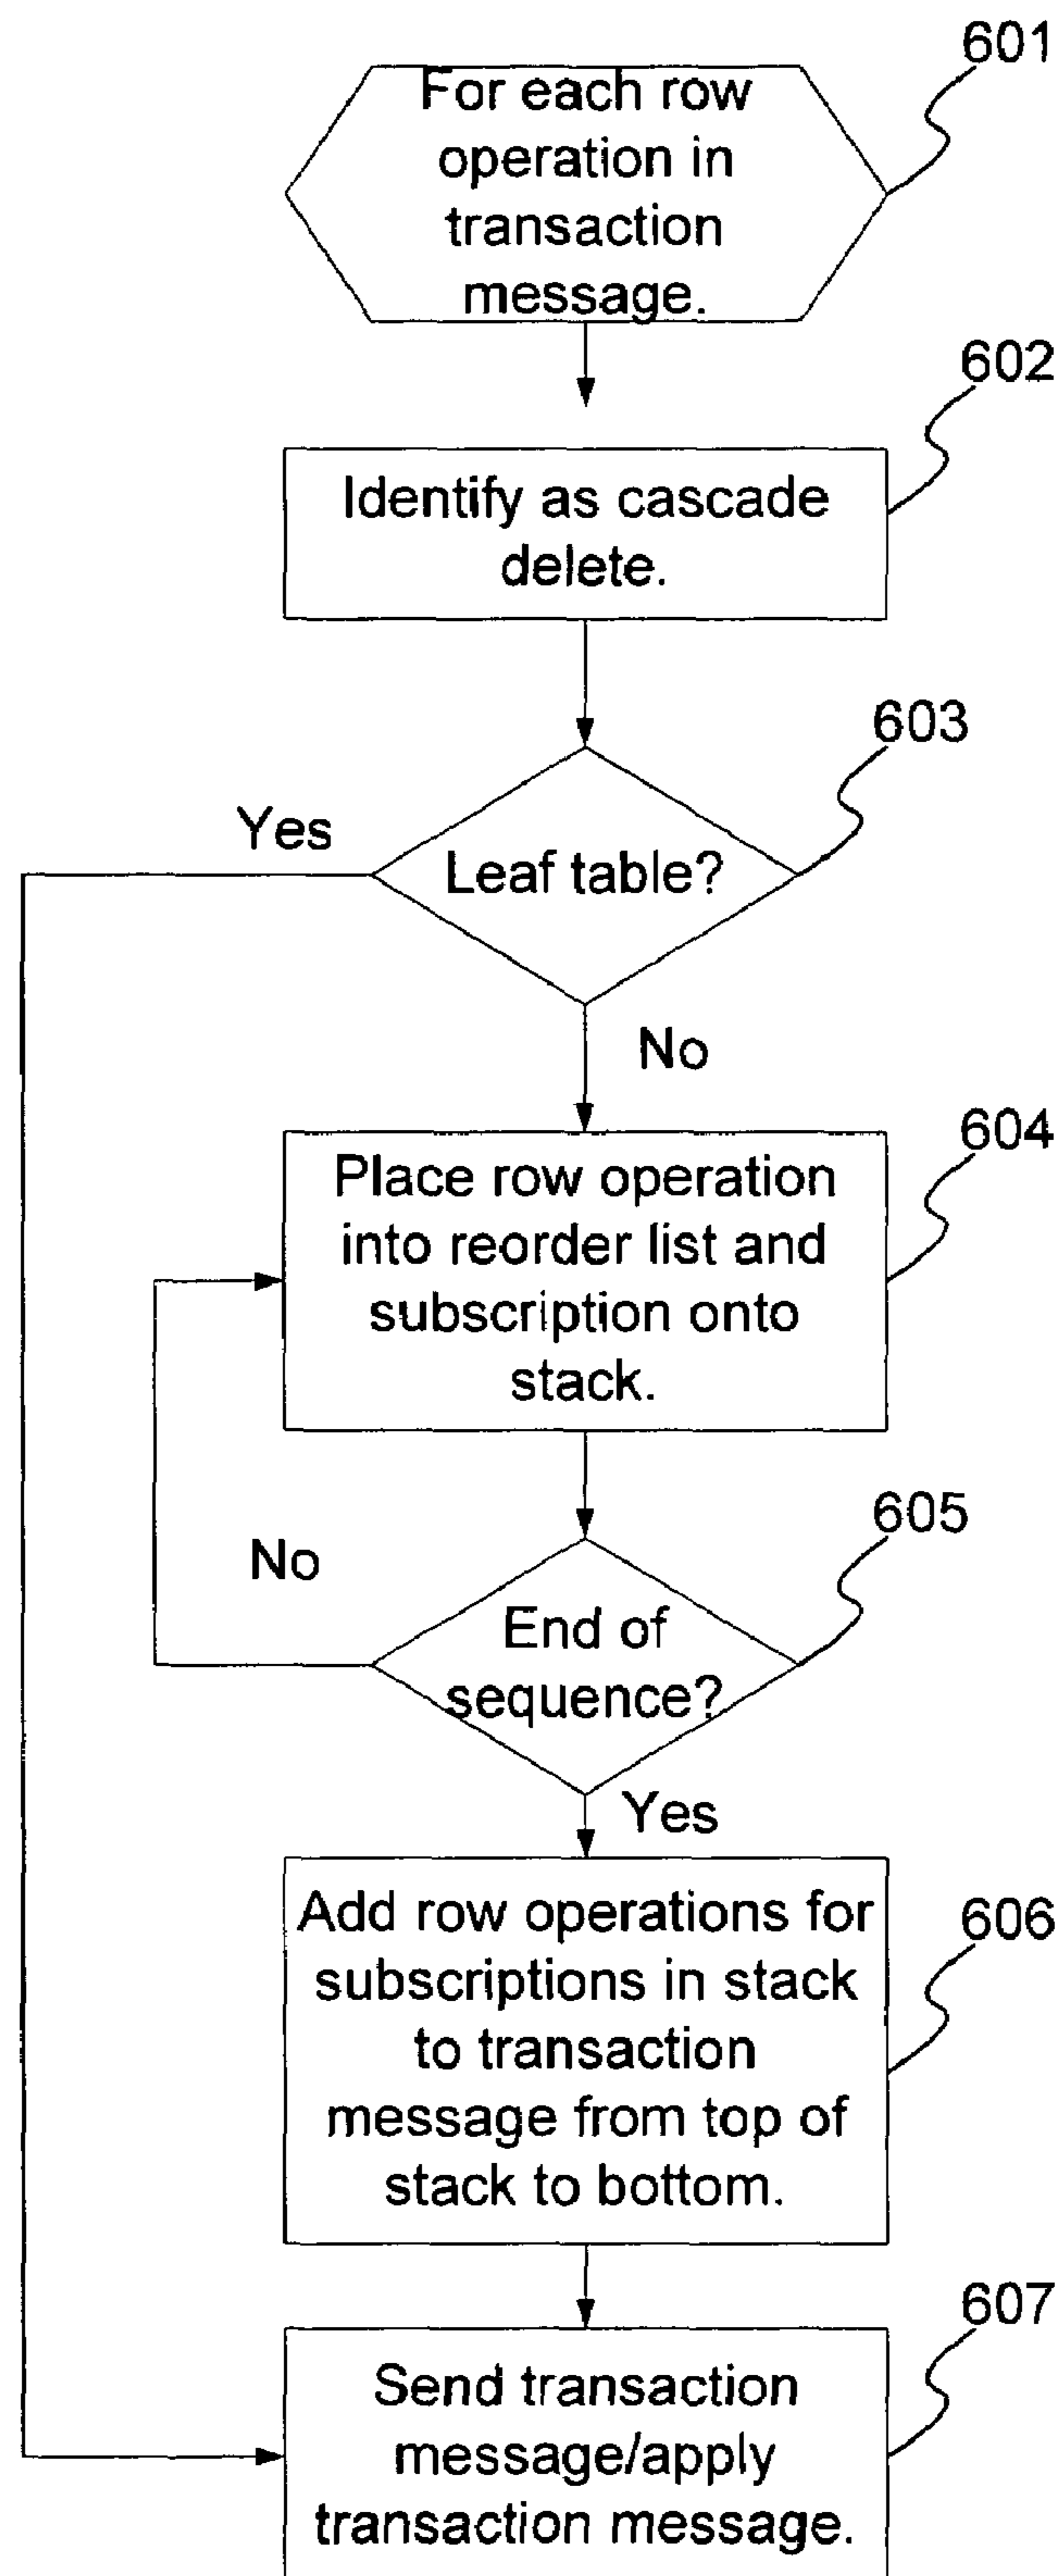 601
For each row
operation in
transaction
message.
602
Identify as cascade
delete.
603
Yes
Leaf table?
No
604
Place row operation
into reorder list and
subscription onto
stack.
605
No
End of
sequence?
Yes
606
Add row operations for
subscriptions in stack
to transaction
message from top of
stack to bottom.
607
Send transaction
message/apply
transaction message.